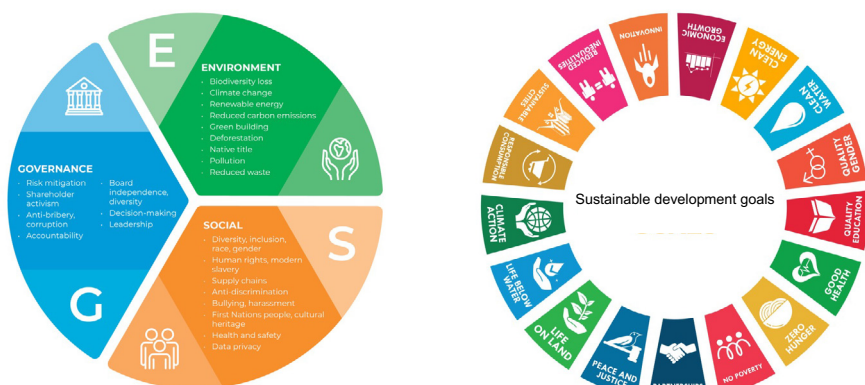 E
ENVIRONMENT
· Biodiversity loss
· Climate change
· Renewable energy
· Reduced carbon emissions
· Green building
· Deforestation
· Native title
· Pollution
· Reduced waste
GOVERNANCE
· Risk mitigation
· Shareholder
activism
· Anti-bribery,
corruption
· Accountability
· Board
independence,
diversity
· Decision-making
· Leadership
G
SOCIAL
· Diversity, inclusion,
race, gender
· Human rights, modern
slavery
· Supply chains
· Anti-discrimination
· Bullying, harassment
· First Nations people, cultural
heritage
· Health and safety
· Data privacy
S
Sustainable development goals
ECONOMIC
GROWTH
CLEAN
ENERGY
CLEAN
WATER
GENDER
QUALITY
QUALITY
EDUCATION
GOOD
HEALTH
ZERO
HUNGER
NO POVERTY
PARTNERSHIPS
PEACE AND
JUSTICE
LIFE
ON LAND
LIFE BELOW
WATER
CLIMATE
ACTION
RESPONSIBLE
CONSUMPTION
SUSTAINABLE
CITIES
REDUCED
INEQUALITIES
INNOVATION